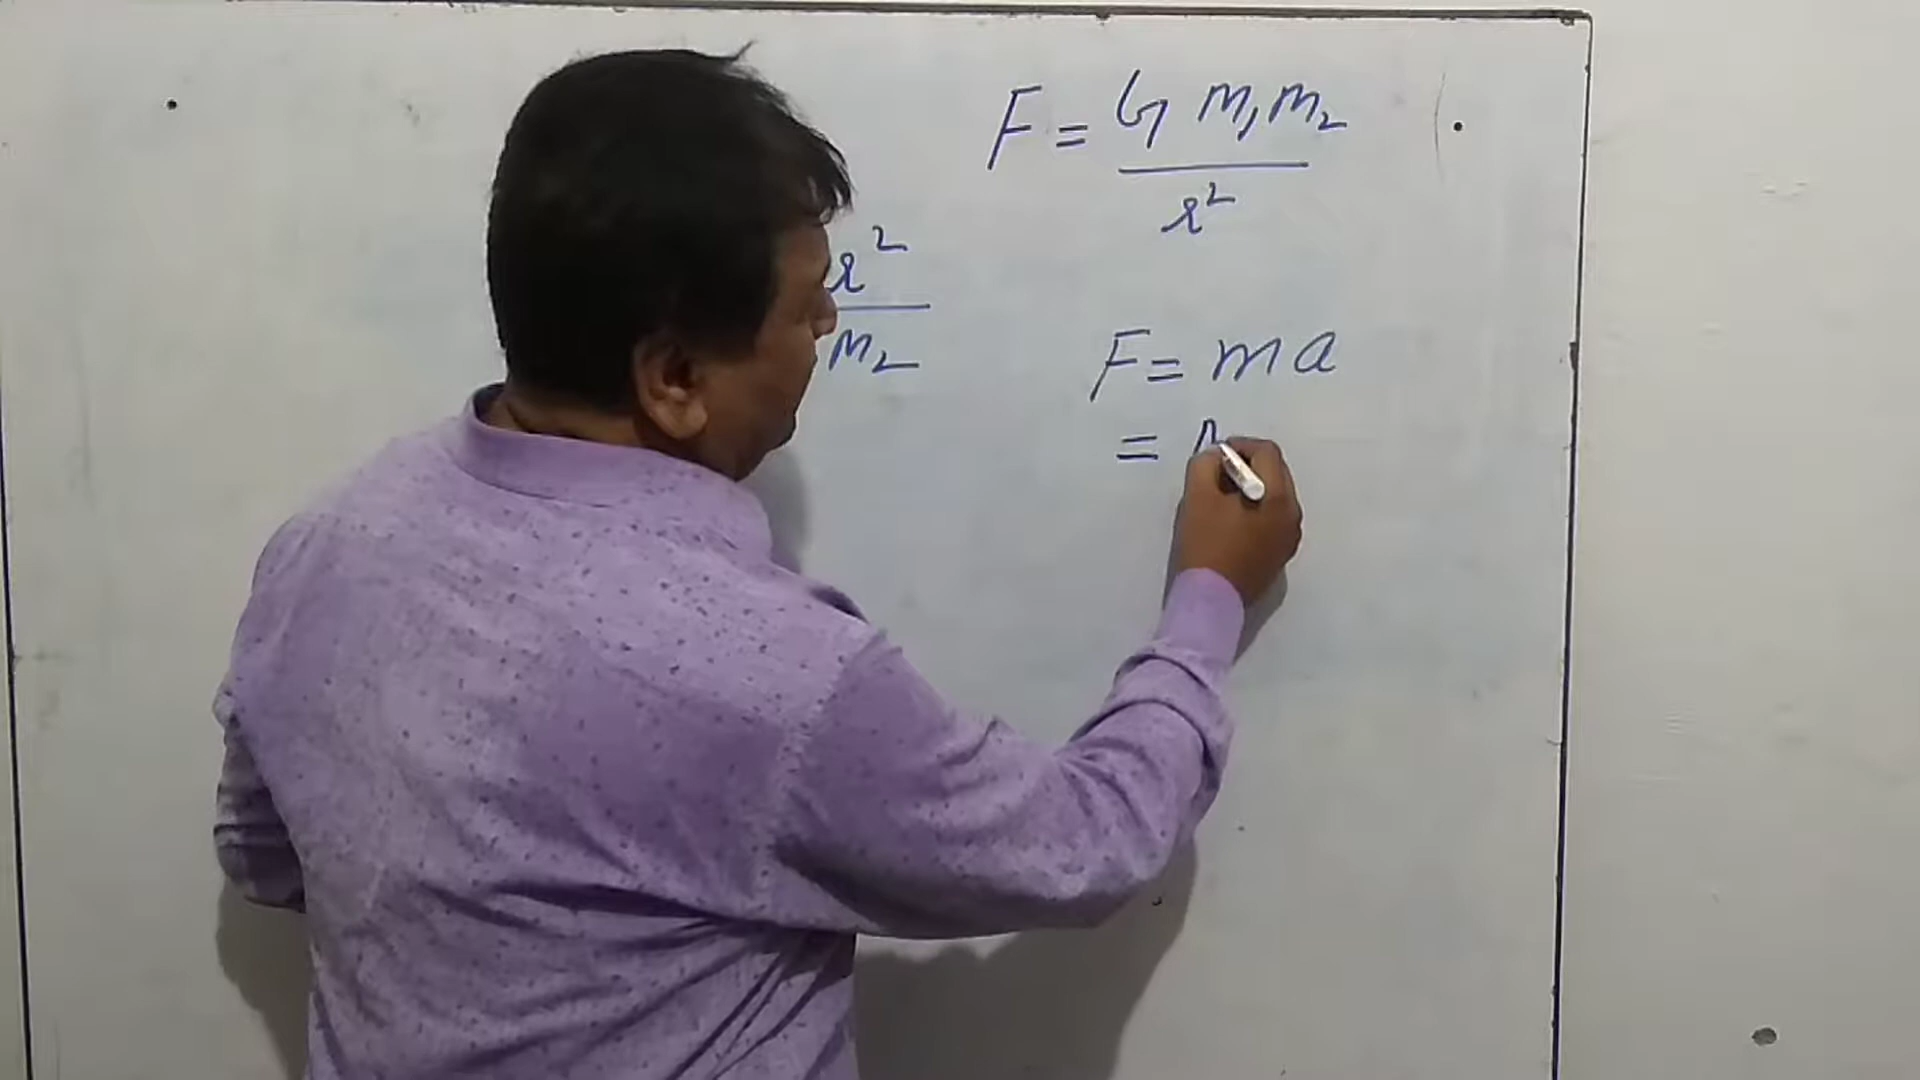 F = G m₁m₂
r²
r²
m₂
F = ma
=